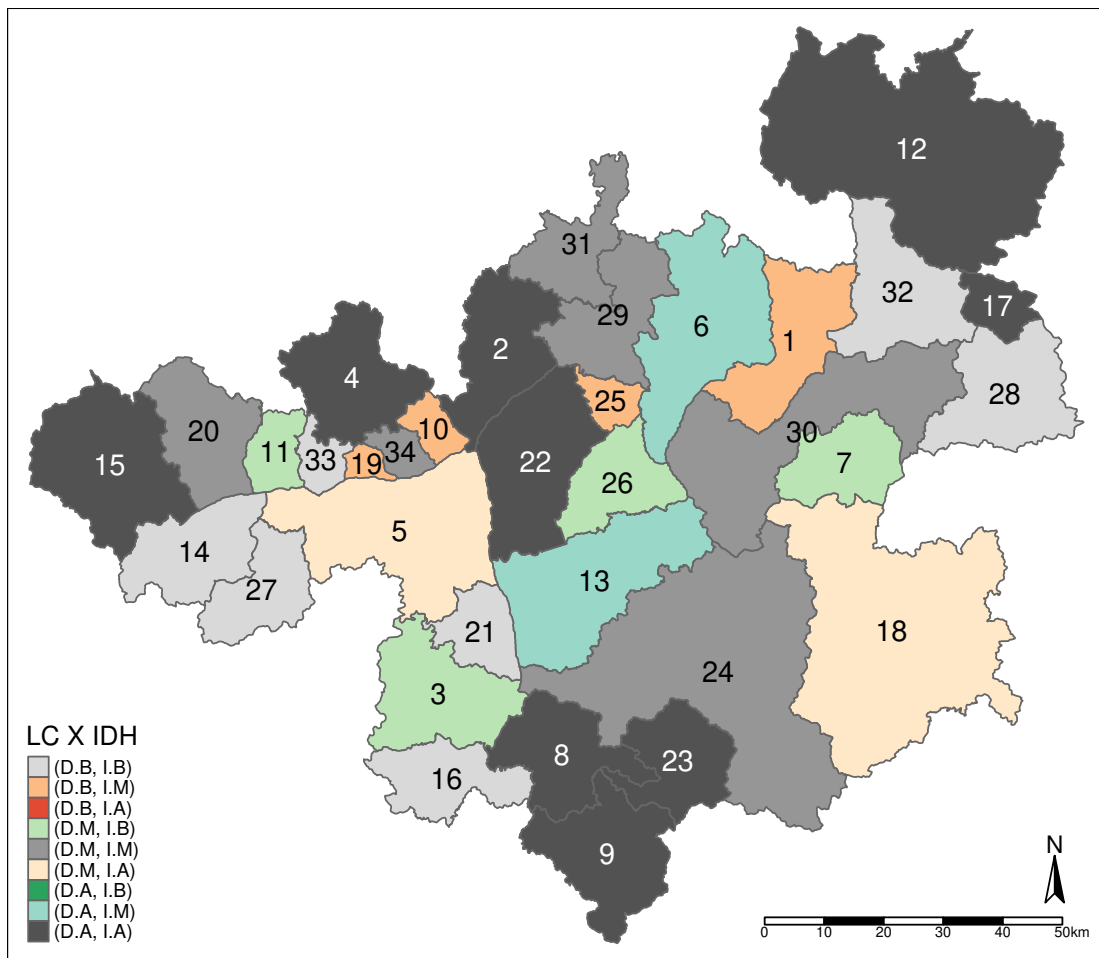 12
31
32
17
29
6
1
2
4
28
25
10
20
30
11
34
22
33
19
7
15
26
5
14
13
27
21
18
24
3
8
23
16
9
LC X IDH
(D.B, I.B)
(D.B, I.M)
(D.B, I.A)
(D.M, I.B)
(D.M, I.M)
(D.M, I.A)
(D.A, I.B)
(D.A, I.M)
(D.A, I.A)
N
0 10 20 30 40 50km